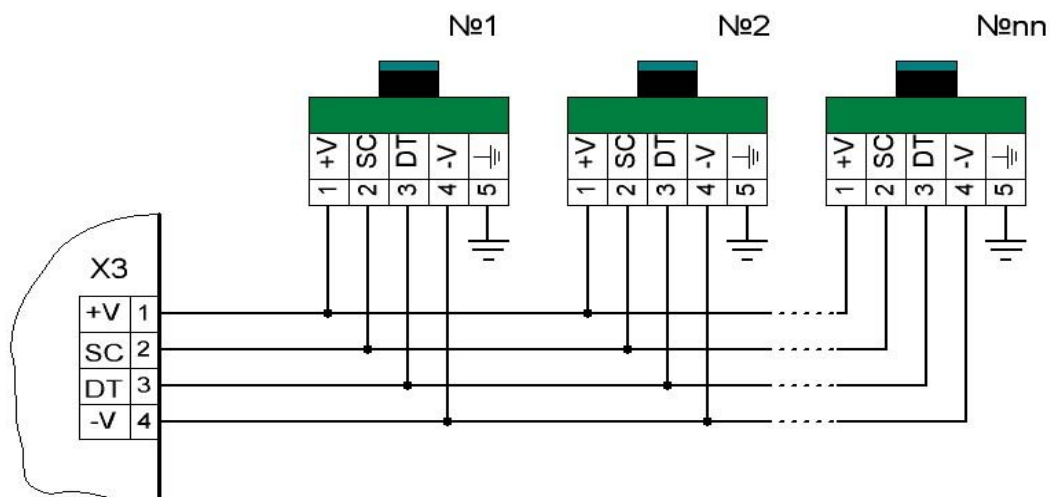 №1 №2 №nn
+V SC DT -V +V SC DT -V +V SC DT -V
1 2 3 4 5 1 2 3 4 5 1 2 3 4 5
X3
+V 1
SC 2
DT 3
-V 4